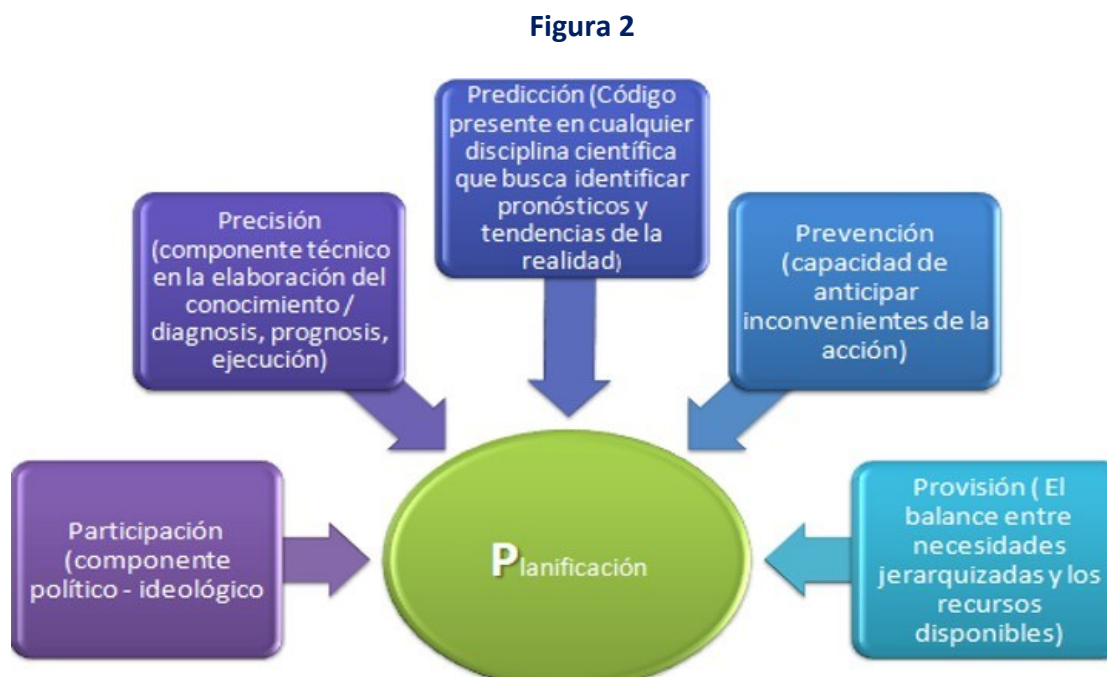 Figura 2
Predicción (Código
presente en cualquier
disciplina científica
que busca identificar
pronósticos y
tendencias de la
realidad)
Precisión
(componente técnico
en la elaboración del
conocimiento /
diagnosis, prognosis,
ejecución)
Prevención
(capacidad de
anticipar
inconvenientes de la
acción)
Participación
(componente
político - ideológico
Planificación
Provisión ( El
balance entre
necesidades
jerarquizadas y los
recursos
disponibles)